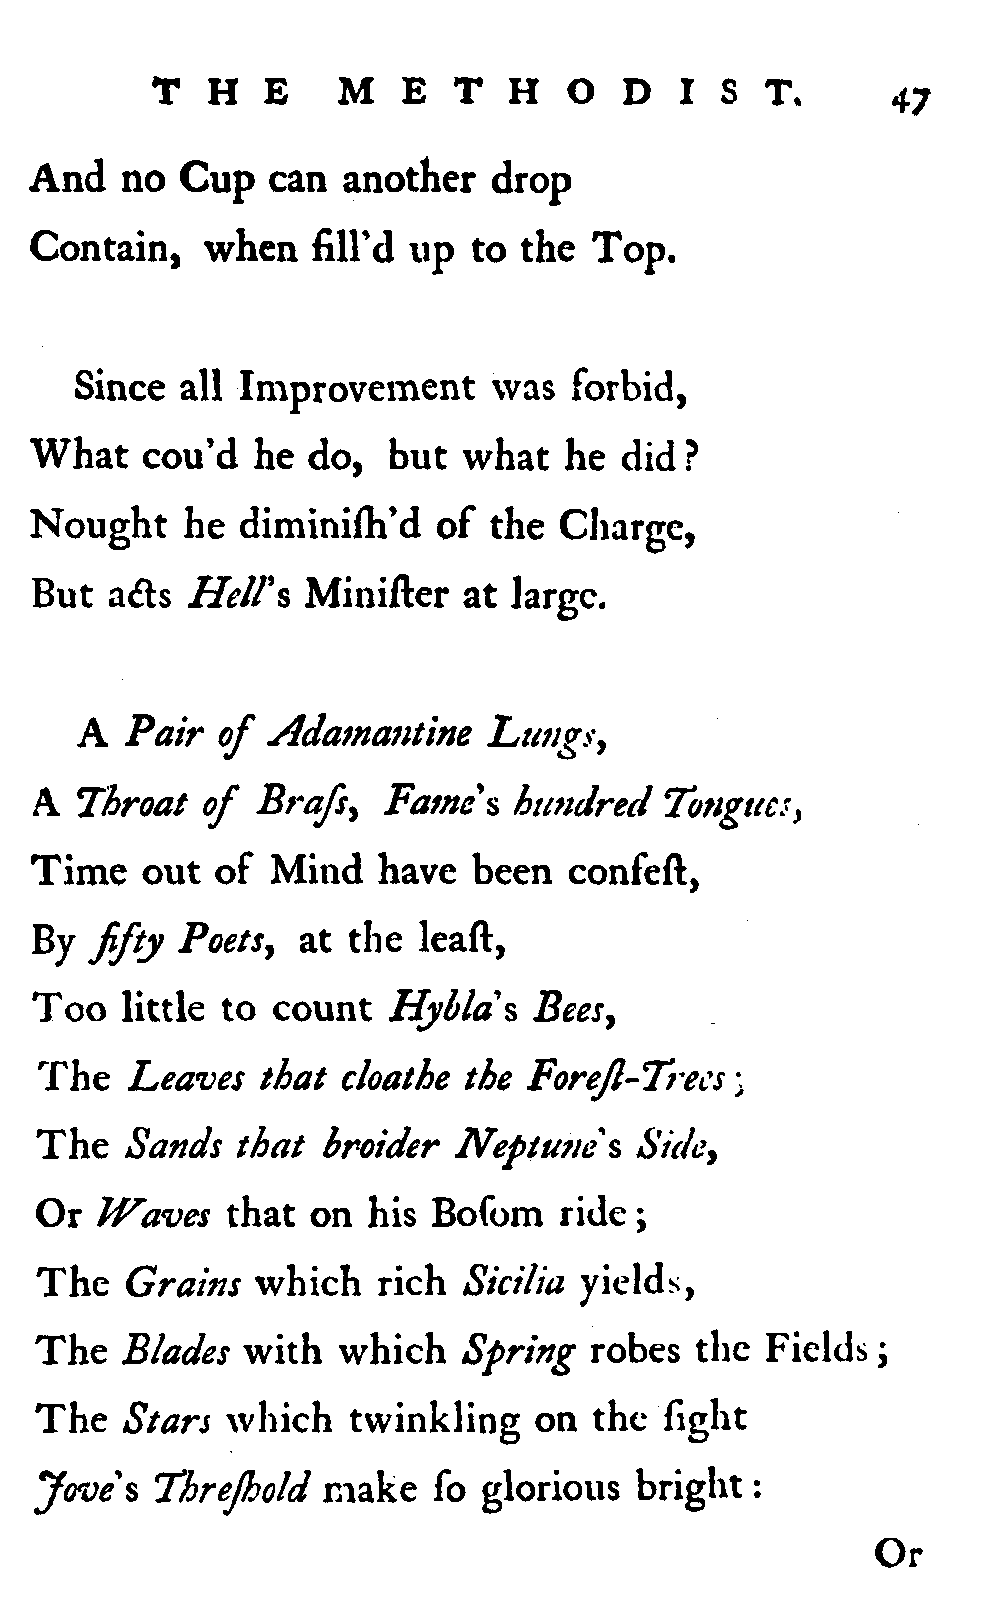 THE METHODIST. 47
And no Cup can another drop
Contain, when fill'd up to the Top.
Since all Improvement was forbid,
What cou'd he do, but what he did?
Nought he diminiſh'd of the Charge,
But acts Hell's Miniſter at large.
A Pair of Adamantine Lungs,
A Throat of Braſs, Fame's hundred Tongues,
Time out of Mind have been confeſt,
By fifty Poets, at the leaſt,
Too little to count Hybla's Bees,
The Leaves that cloathe the Foreſt-Trees;
The Sands that broider Neptune's Side,
Or Waves that on his Boſom ride;
The Grains which rich Sicilia yields,
The Blades with which Spring robes the Fields;
The Stars which twinkling on the ſight
Jove's Threſhold make ſo glorious bright:
Or